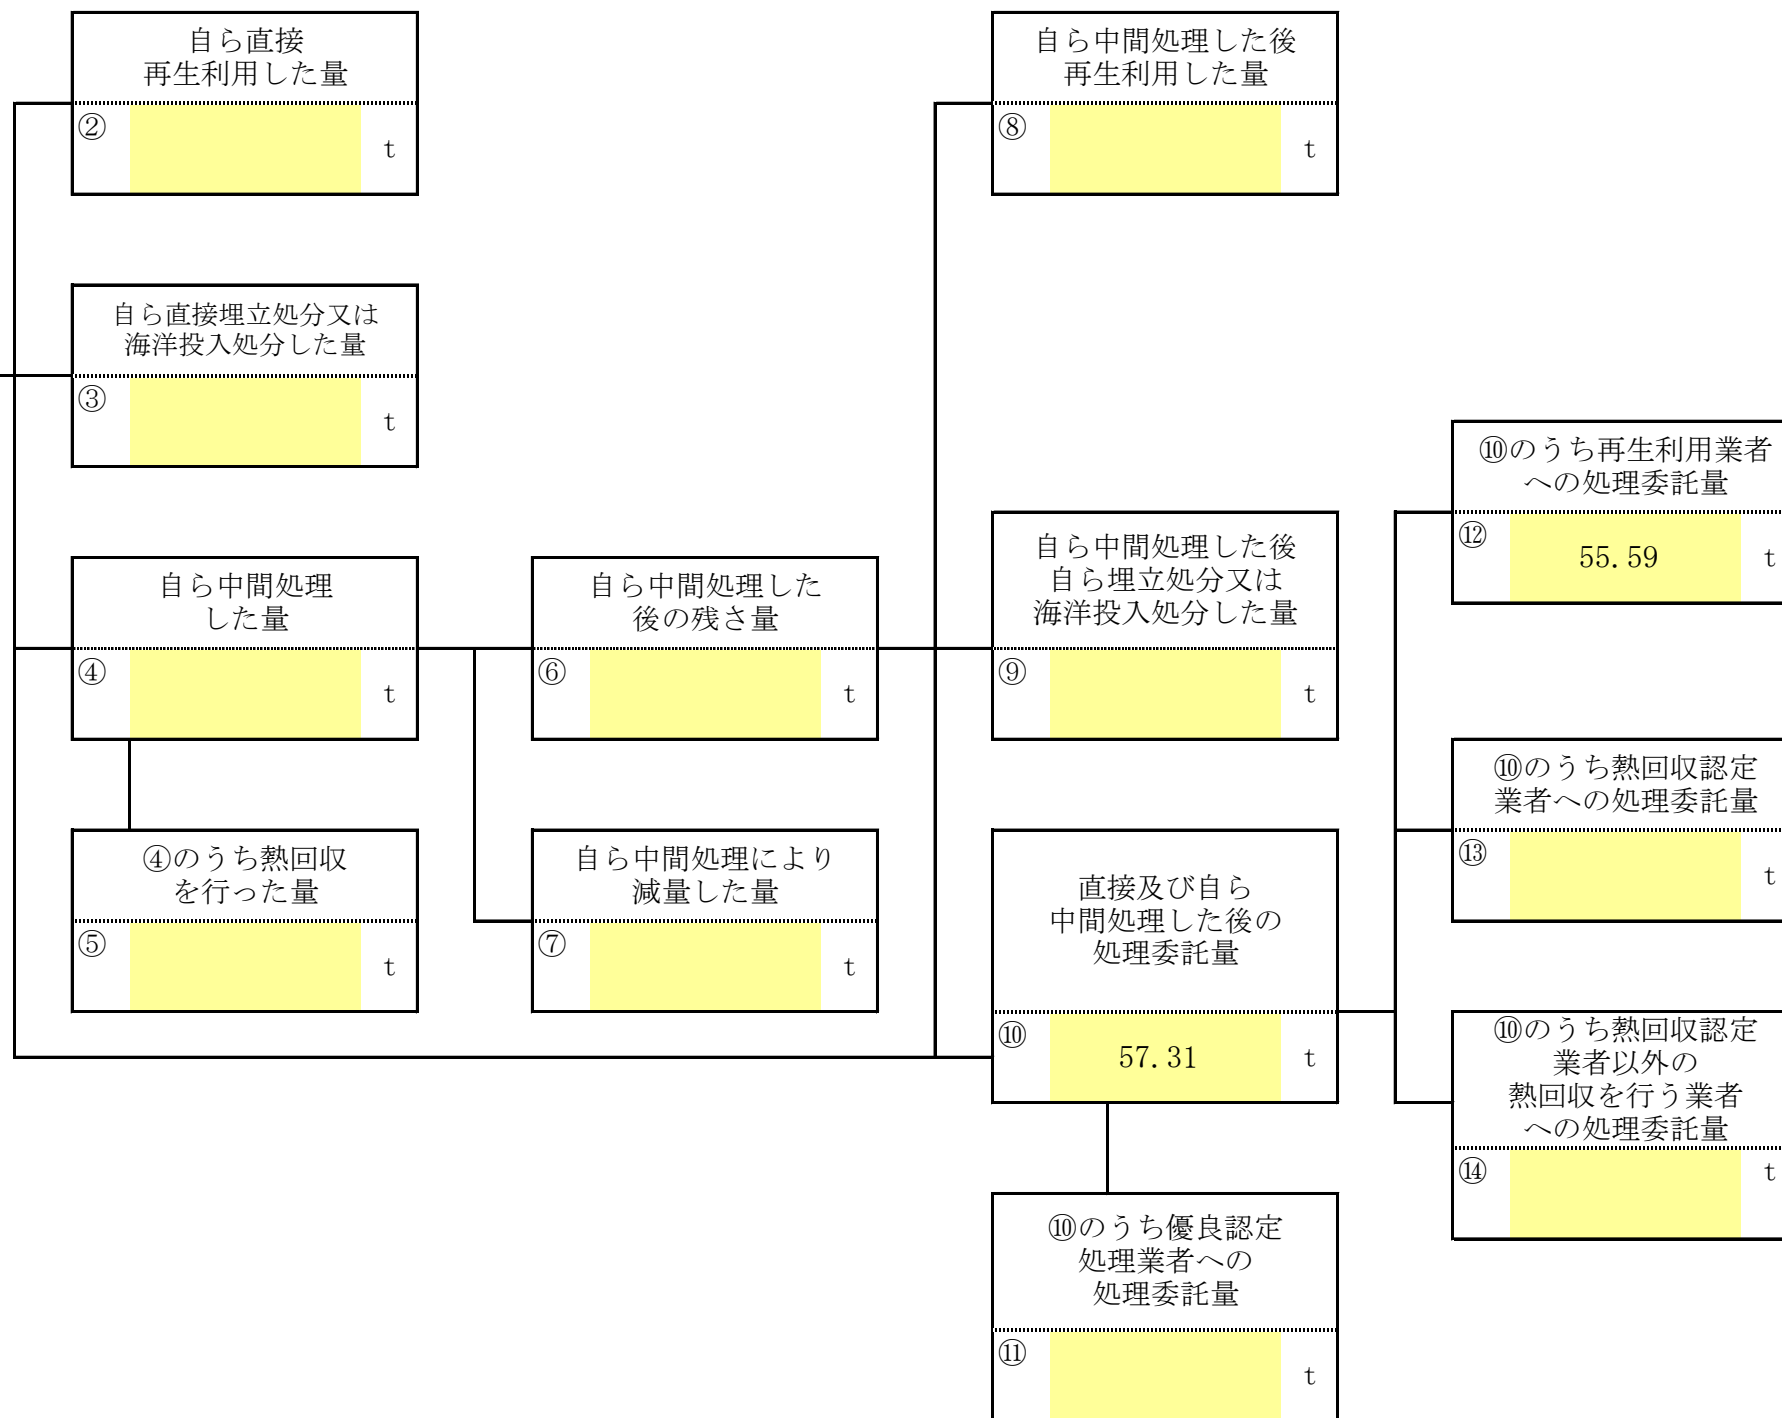 自ら直接
再生利用した量
②
t
自ら中間処理した後
再生利用した量
⑧
t
自ら直接埋立処分又は
海洋投入処分した量
③
t
⑩のうち再生利用業者
への処理委託量
⑫
55.59
t
自ら中間処理
した量
④
t
自ら中間処理した
後の残さ量
⑥
t
自ら中間処理した後
自ら埋立処分又は
海洋投入処分した量
⑨
t
⑩のうち熱回収認定
業者への処理委託量
⑬
t
④のうち熱回収
を行った量
⑤
t
自ら中間処理により
減量した量
⑦
t
直接及び自ら
中間処理した後の
処理委託量
⑩
57.31
t
⑩のうち熱回収認定
業者以外の
熱回収を行う業者
への処理委託量
⑭
t
⑩のうち優良認定
処理業者への
処理委託量
⑪
t